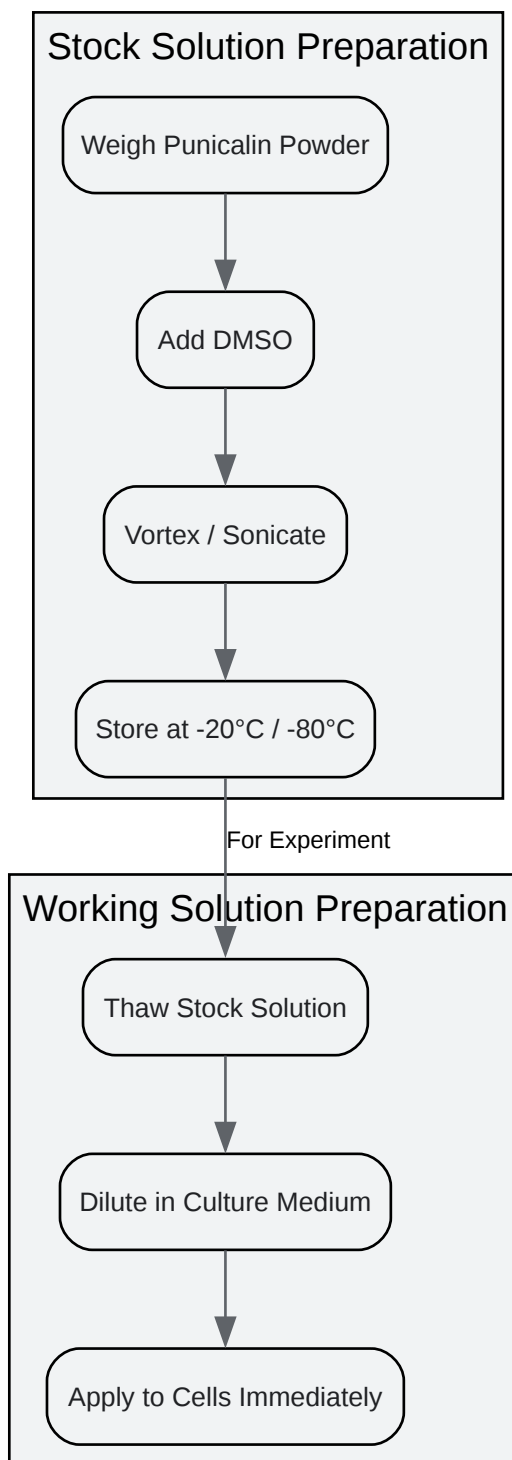 Stock Solution Preparation
Weigh Punicalin Powder
Add DMSO
Vortex / Sonicate
Store at -20°C / -80°C
For Experiment
Working Solution Preparation
Thaw Stock Solution
Dilute in Culture Medium
Apply to Cells Immediately